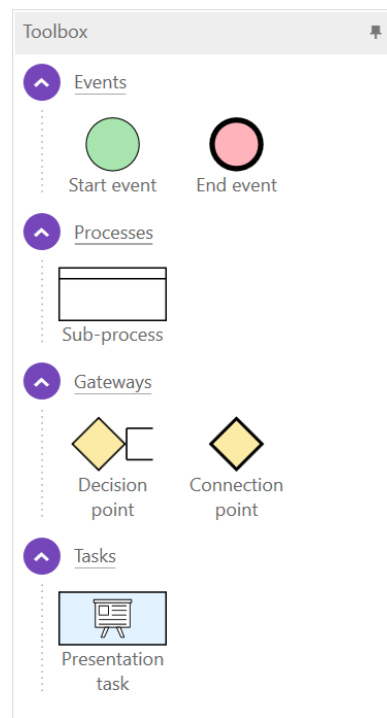 Toolbox
Events
Start event
End event
Processes
Sub-process
Gateways
Decision
point
Connection
point
Tasks
Presentation
task